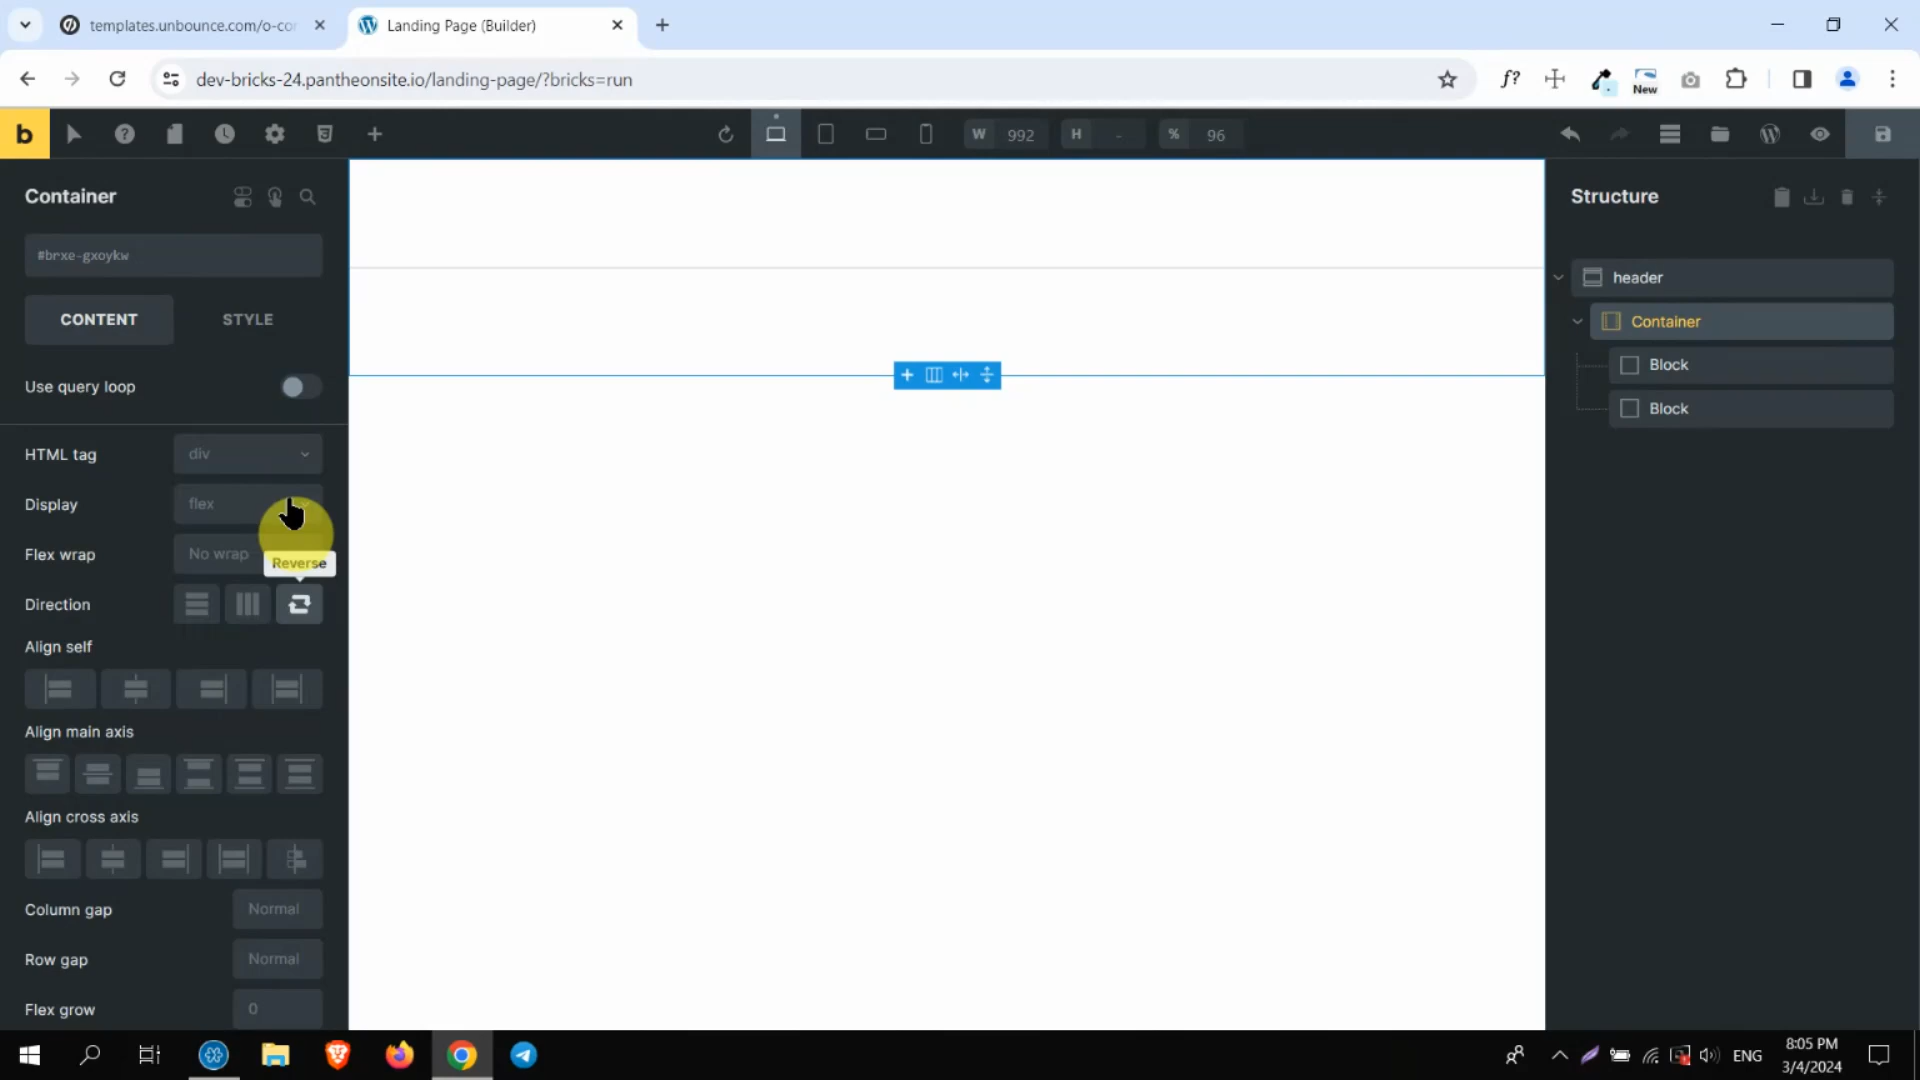 templates.unbounce.com/o-co
Landing Page (Builder)
dev-bricks-24.pantheonsite.io/landing-page/?bricks=run
f?
New
b
W 992 H - % 96
Container
#brxe-gxoykw
CONTENT STYLE
Use query loop
HTML tag div
Display flex
Flex wrap No wrap
Reverse
Direction
Align self
Align main axis
Align cross axis
Column gap Normal
Row gap Normal
Flex grow 0
Structure
header
Container
Block
Block
ENG
8:05 PM
3/4/2024